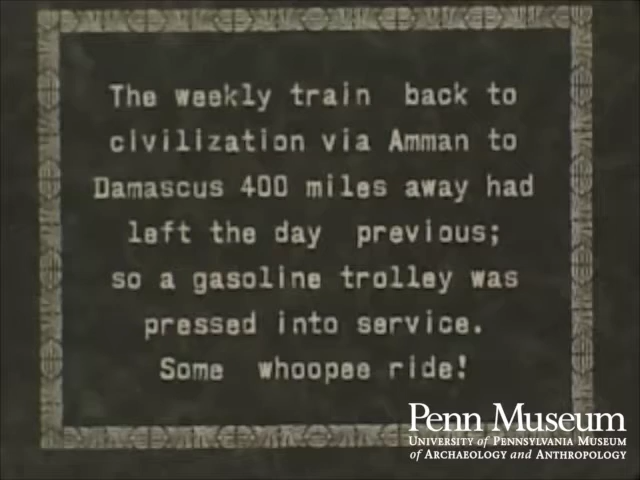 The weekly train back to
civilization via Amman to
Damascus 400 miles away had
left the day previous;
so a gasoline trolley was
pressed into service.
Some whoopee ride!
Penn Museum
University of Pennsylvania Museum
of Archaeology and Anthropology